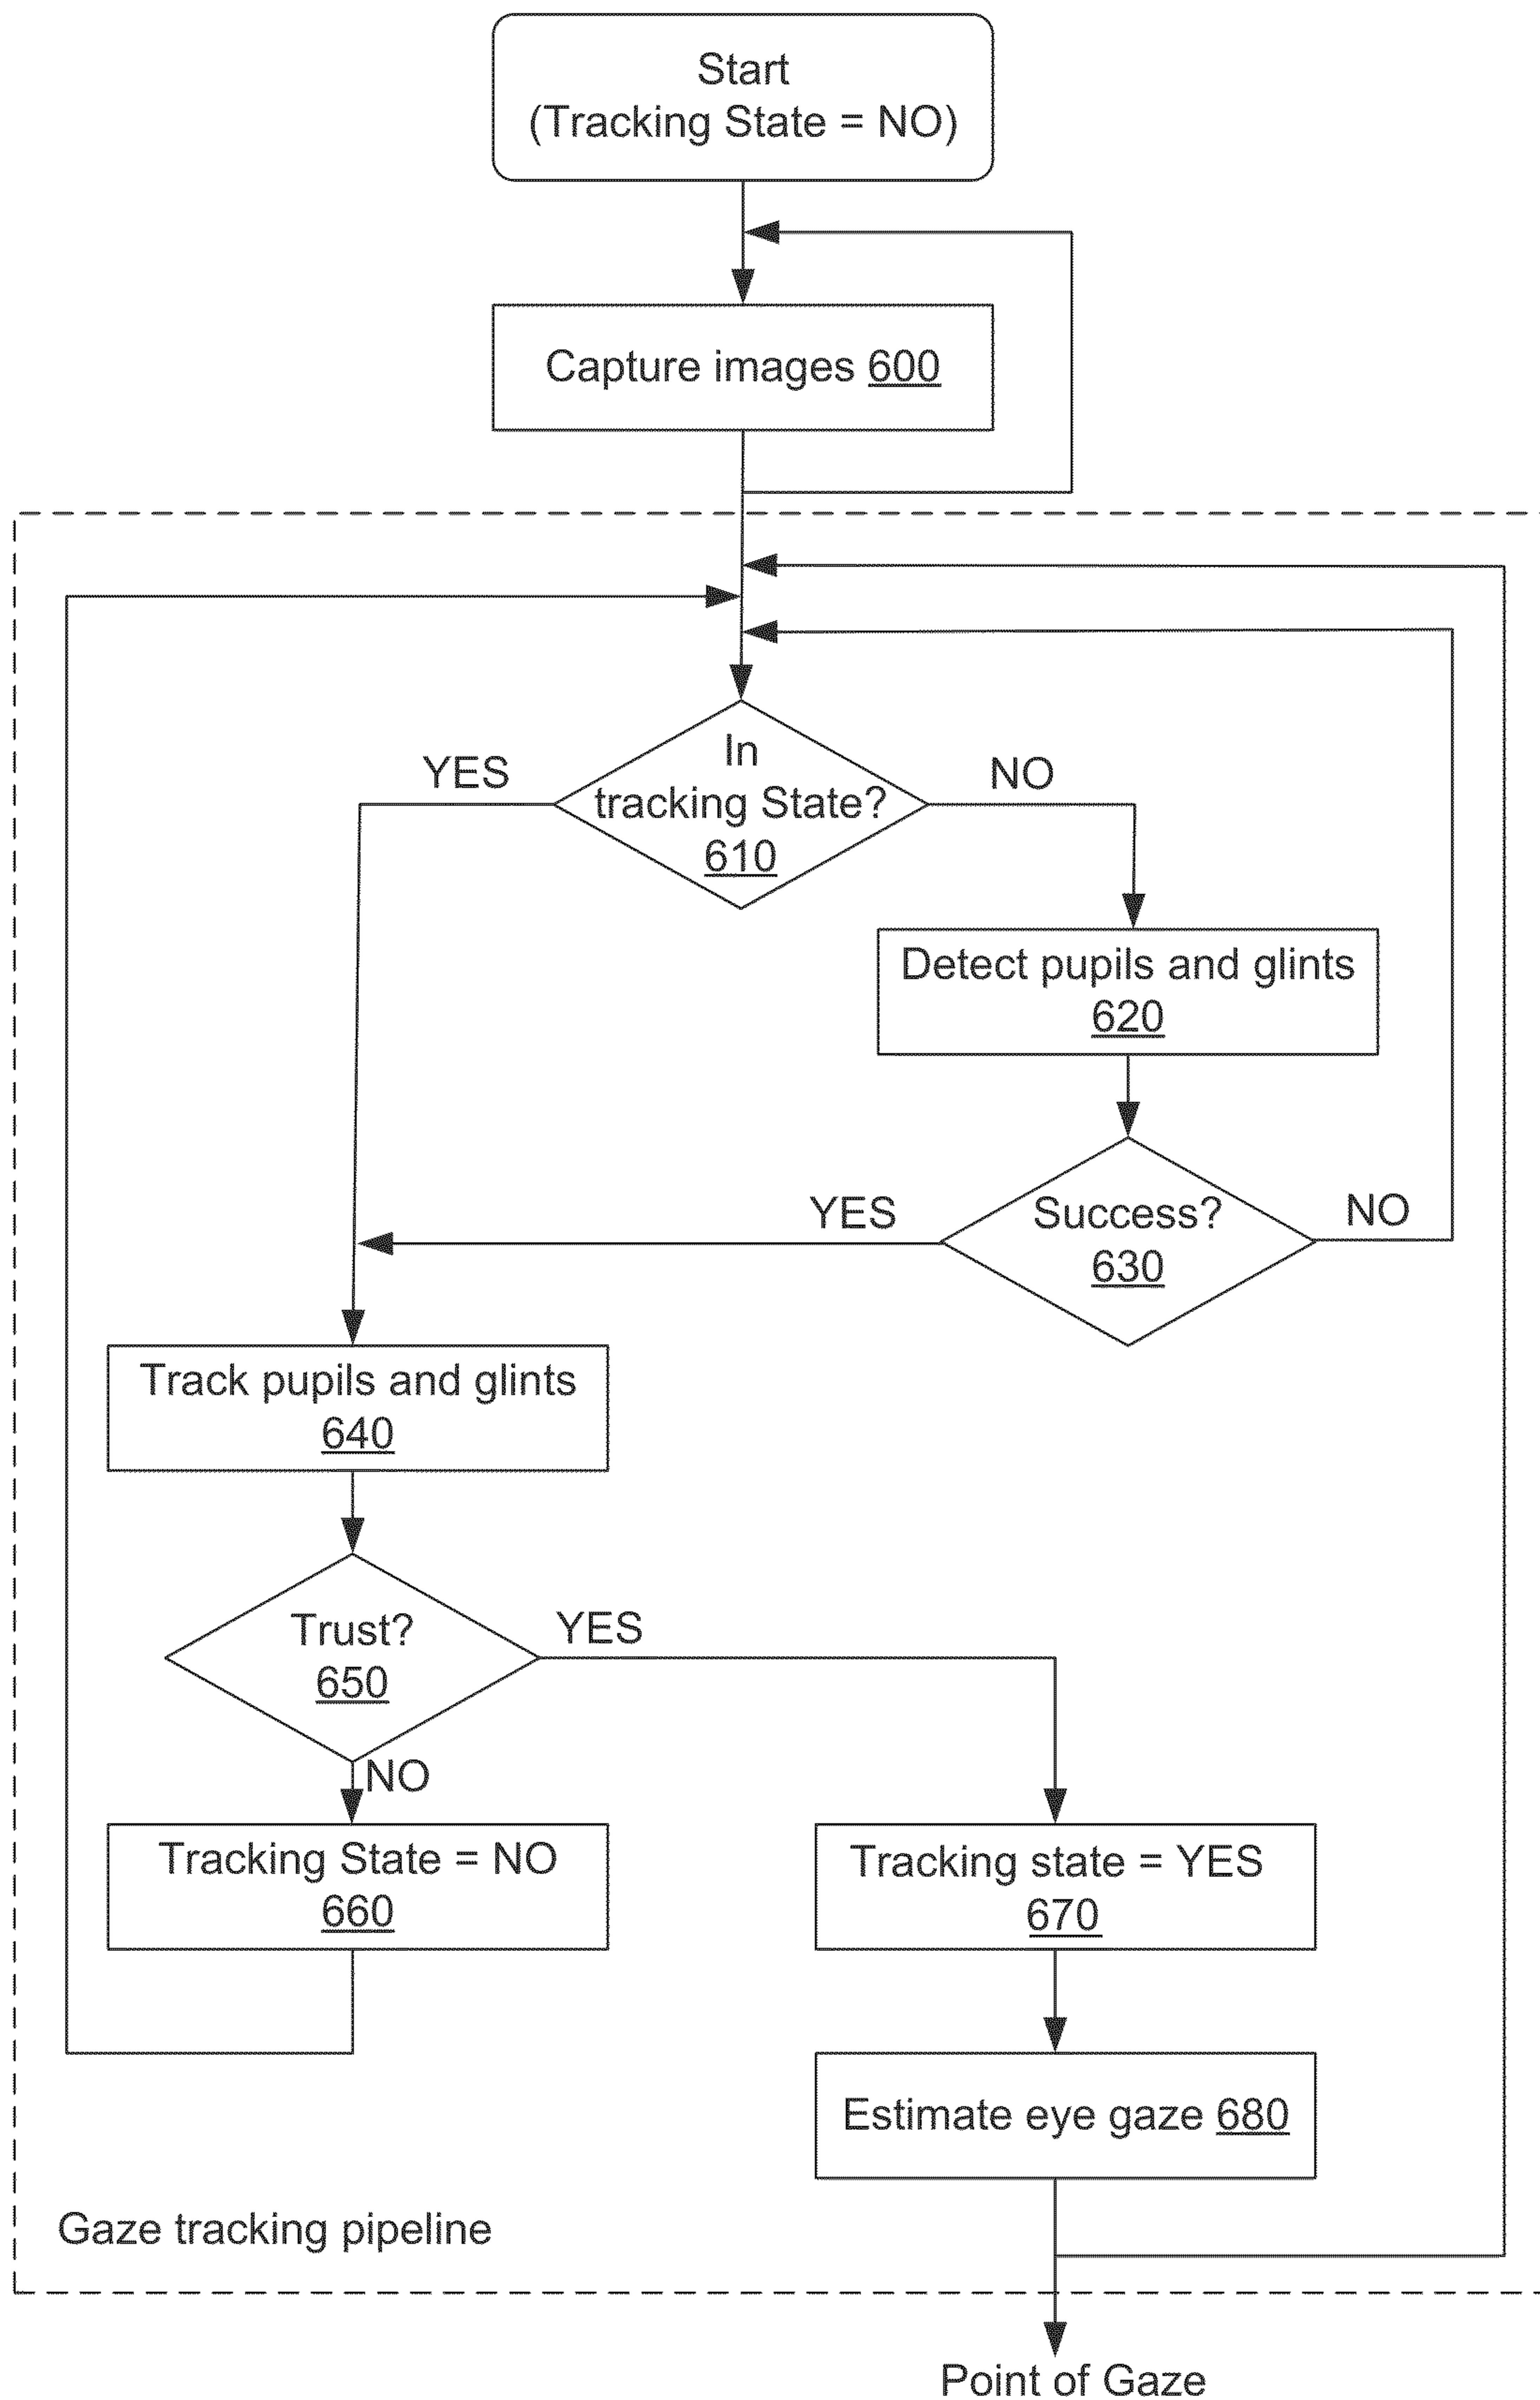 Start
(Tracking State = NO)
Capture images 600
In
tracking State?
610
YES
NO
Detect pupils and glints
620
Success?
630
YES
NO
Track pupils and glints
640
Trust?
650
YES
NO
Tracking State = NO
660
Tracking state = YES
670
Estimate eye gaze 680
Gaze tracking pipeline
Point of Gaze